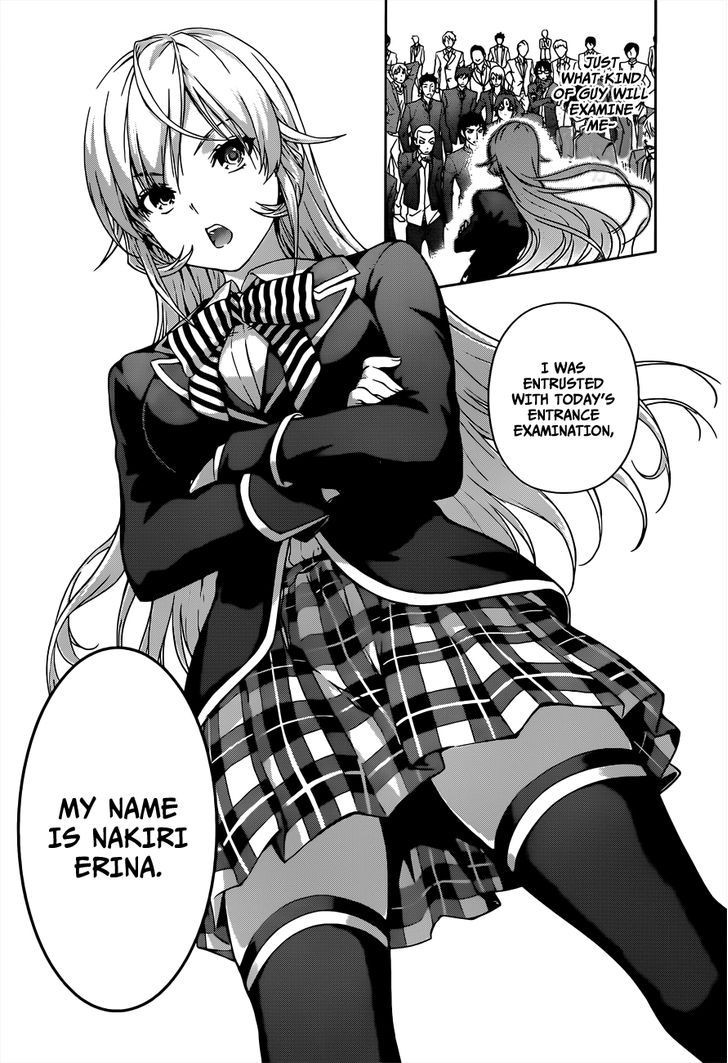 JUST
WHAT KIND
OF GUY WILL
EXAMINE
ME-
I WAS
ENTRUSTED
WITH TODAY'S
ENTRANCE
EXAMINATION,
MY NAME
IS NAKIRI
ERINA.